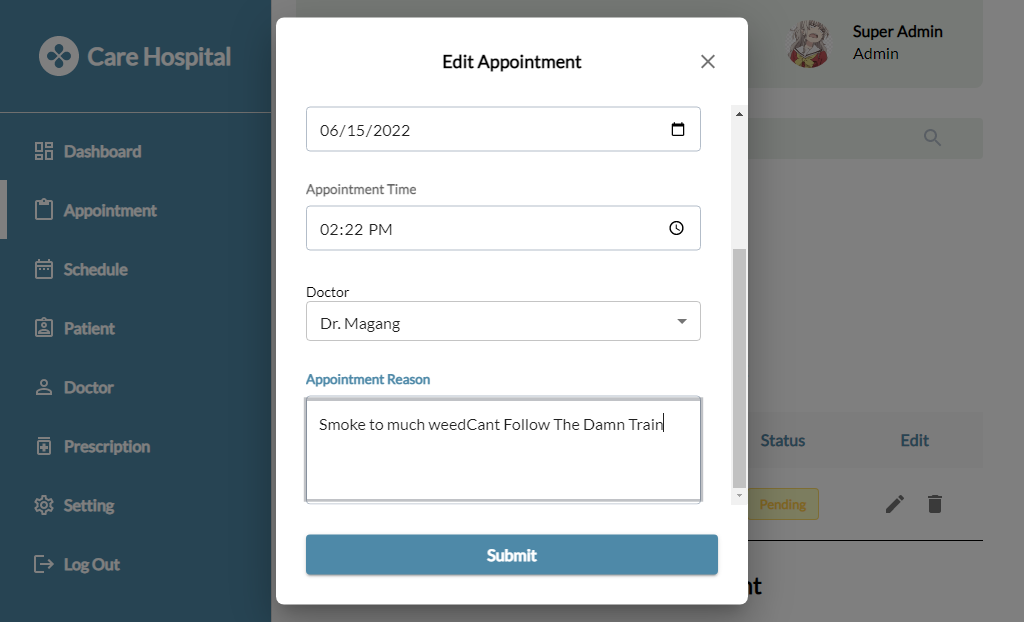 Care Hospital
Dashboard
Appointment
Schedule
Patient
Doctor
Prescription
Setting
Log Out
Super Admin
Admin
Edit Appointment
06/15/2022
Appointment Time
02:22 PM
Doctor
Dr. Magang
Appointment Reason
Smoke to much weedCant Follow The Damn Train
Submit
Status Edit
Pending